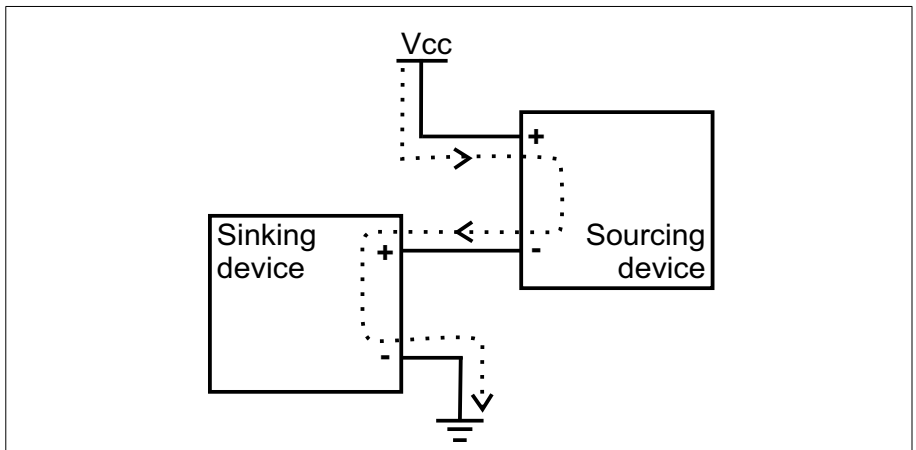 Vcc
+
Sourcing
device
-
Sinking
device
+
-